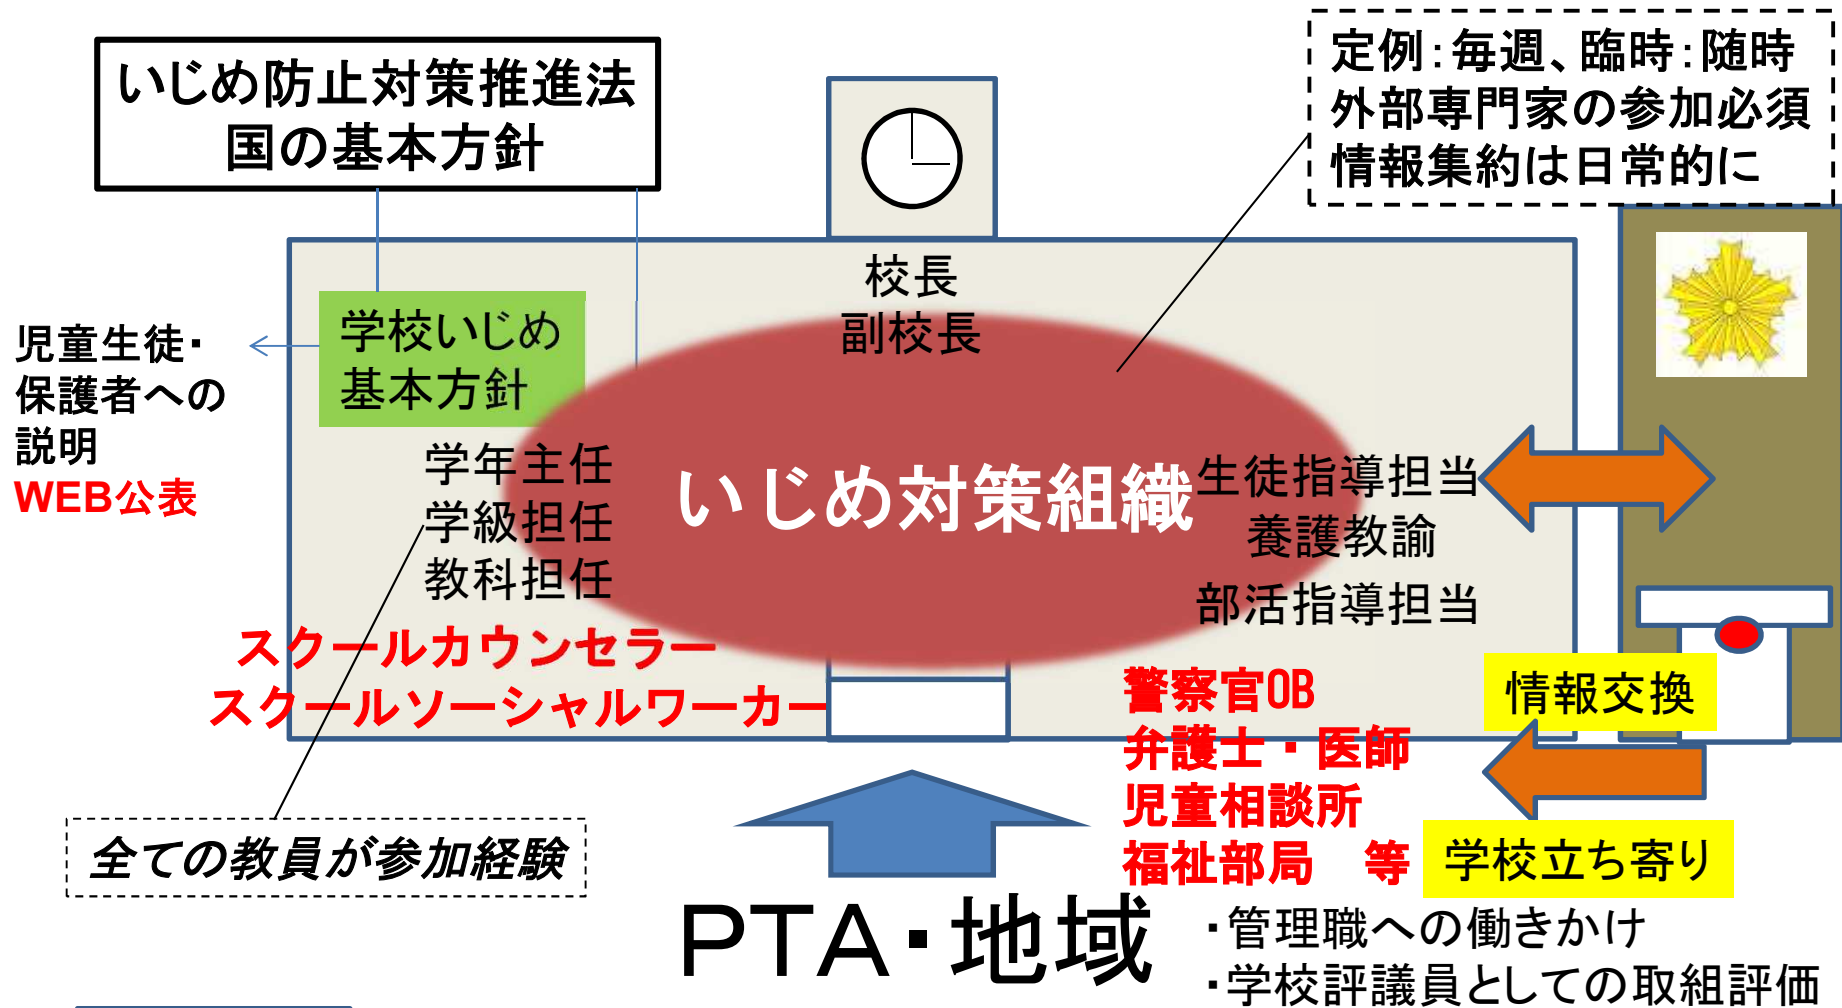 いじめ防止対策推進法
国の基本方針
定例：毎週、臨時：随時
外部専門家の参加必須
情報集約は日常的に
校長
副校長
学校いじめ
基本方針
児童生徒・
保護者への
説明
WEB公表
学年主任
学級担任
教科担任
いじめ対策組織
生徒指導担当
養護教諭
部活指導担当
スクールカウンセラー
スクールソーシャルワーカー
警察官OB
弁護士・医師
児童相談所
福祉部局　等
情報交換
学校立ち寄り
全ての教員が参加経験
PTA・地域
・管理職への働きかけ
・学校評議員としての取組評価